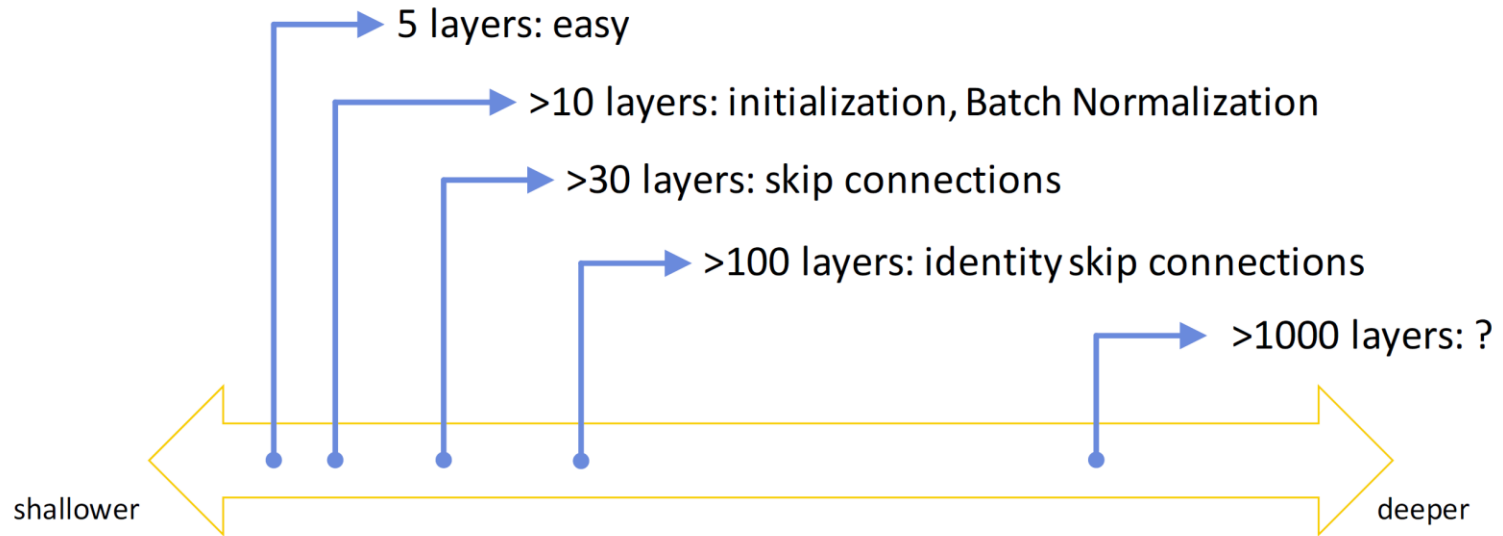 5 layers: easy
>10 layers: initialization, Batch Normalization
>30 layers: skip connections
>100 layers: identity skip connections
>1000 layers: ?
shallower
deeper